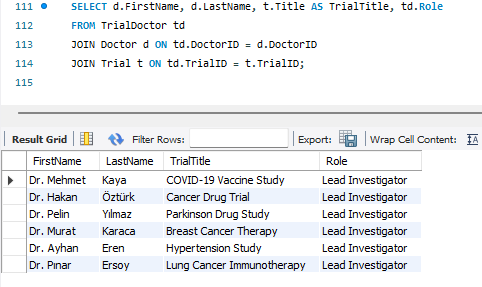 111 SELECT d.FirstName, d.LastName, t.Title AS TrialTitle, td.Role
112 FROM TrialDoctor td
113 JOIN Doctor d ON td.DoctorID = d.DoctorID
114 JOIN Trial t ON td.TrialID = t.TrialID;
115
Result Grid Filter Rows: Export: Wrap Cell Content: IA
FirstName LastName TrialTitle Role
Dr. Mehmet Kaya COVID-19 Vaccine Study Lead Investigator
Dr. Hakan Öztürk Cancer Drug Trial Lead Investigator
Dr. Pelin Yılmaz Parkinson Drug Study Lead Investigator
Dr. Murat Karaca Breast Cancer Therapy Lead Investigator
Dr. Ayhan Eren Hypertension Study Lead Investigator
Dr. Pınar Ersoy Lung Cancer Immunotherapy Lead Investigator